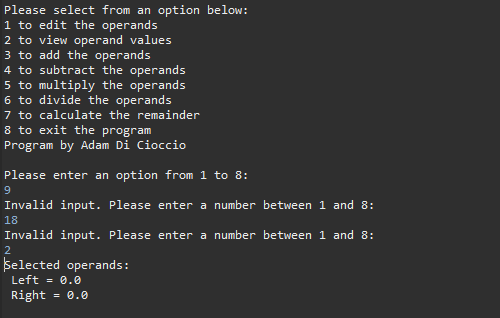 Please select from an option below:
1 to edit the operands
2 to view operand values
3 to add the operands
4 to subtract the operands
5 to multiply the operands
6 to divide the operands
7 to calculate the remainder
8 to exit the program
Program by Adam Di Cioccio
Please enter an option from 1 to 8:
9
Invalid input. Please enter a number between 1 and 8:
18
Invalid input. Please enter a number between 1 and 8:
2
Selected operands:
Left = 0.0
Right = 0.0